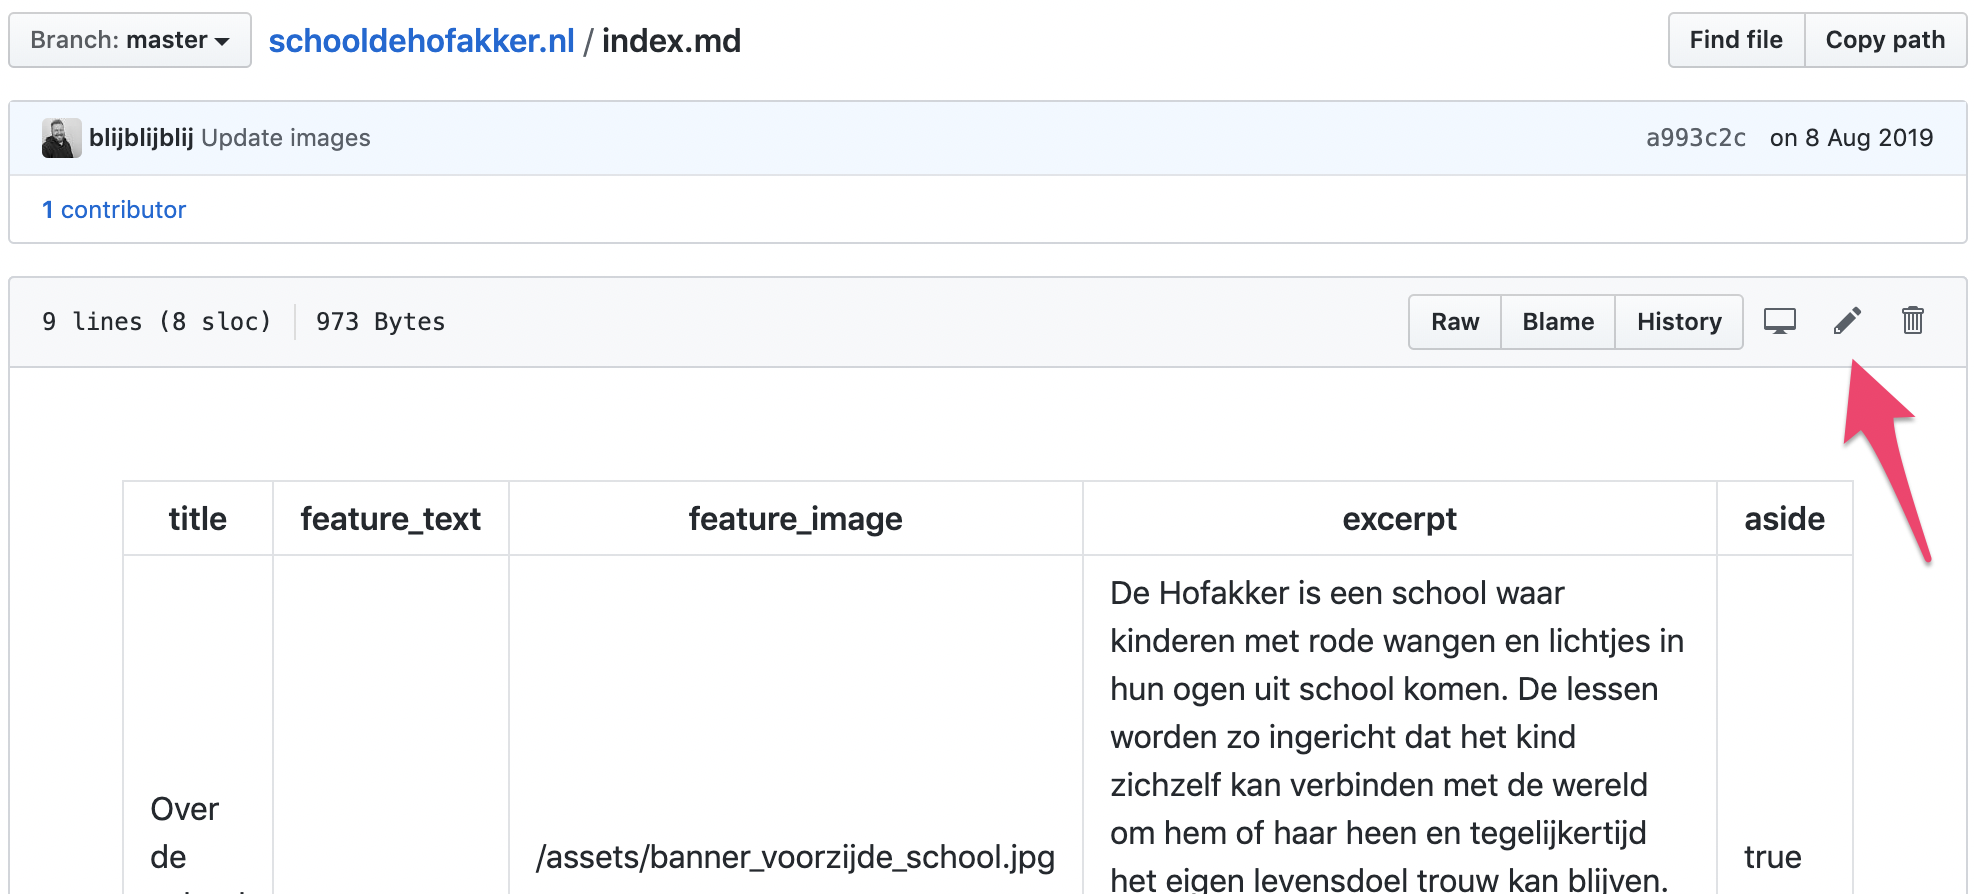 Branch: master
schooldehofakker.nl / index.md
Find file
Copy path
blijblijblij Update images
a993c2c on 8 Aug 2019
1 contributor
9 lines (8 sloc) 973 Bytes
Raw
Blame
History
title
feature_text
feature_image
excerpt
aside
Over
de
/assets/banner_voorzijde_school.jpg
De Hofakker is een school waar
kinderen met rode wangen en lichtjes in
hun ogen uit school komen. De lessen
worden zo ingericht dat het kind
zichzelf kan verbinden met de wereld
om hem of haar heen en tegelijkertijd
het eigen levensdoel trouw kan blijven.
true